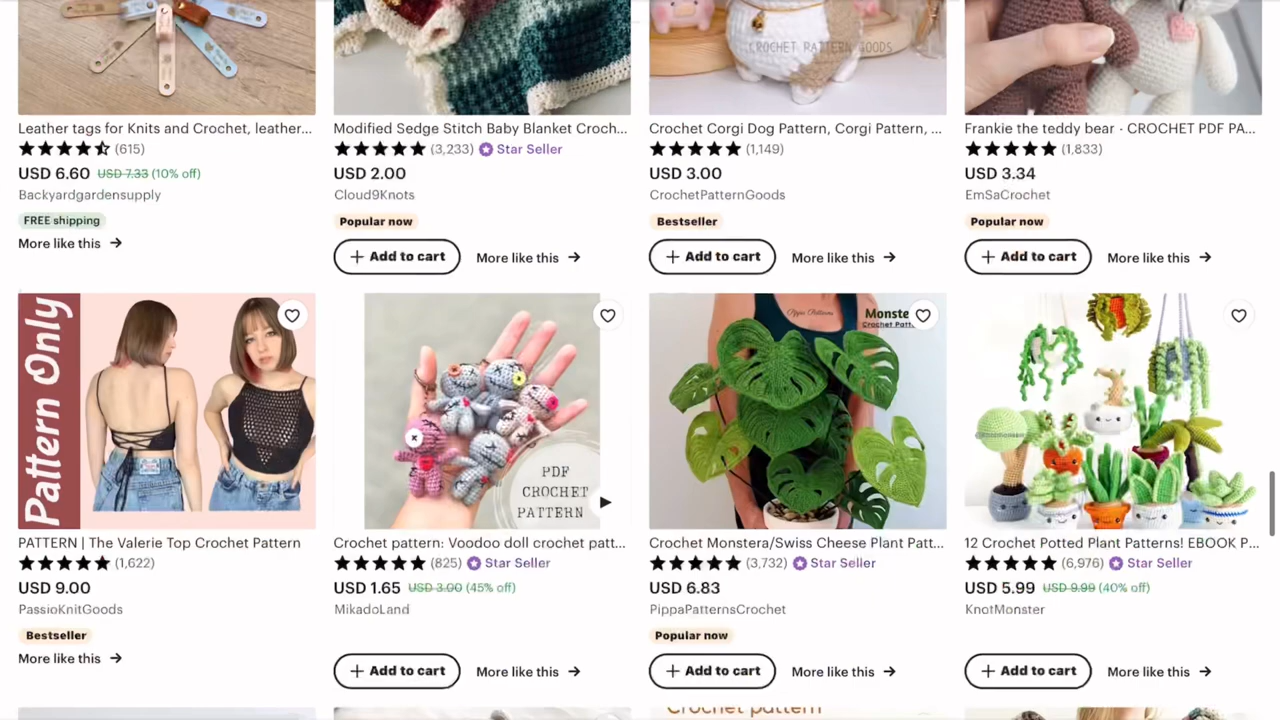 CROCHET PATTERN GOODS
Leather tags for Knits and Crochet, leather...
(615)
USD 6.60 USD 7.33 (10% off)
Backyardgardensupply
FREE shipping
More like this →
Modified Sedge Stitch Baby Blanket Croch...
(3,233) Star Seller
USD 2.00
Cloud9Knots
Popular now
+ Add to cart More like this →
Crochet Corgi Dog Pattern, Corgi Pattern, ...
(1,149)
USD 3.00
CrochetPatternGoods
Bestseller
+ Add to cart More like this →
Frankie the teddy bear - CROCHET PDF PA...
(1,833)
USD 3.34
EmSaCrochet
Popular now
+ Add to cart More like this →
Pattern Only
PATTERN | The Valerie Top Crochet Pattern
(1,622)
USD 9.00
PassioKnitGoods
Bestseller
More like this →
PDF
CROCHET
PATTERN
Crochet pattern: Voodoo doll crochet patt...
(825) Star Seller
USD 1.65 USD 3.00 (45% off)
MikadoLand
+ Add to cart More like this →
Pippa Patterns
Monste
Crochet Patt
Crochet Monstera/Swiss Cheese Plant Patt...
(3,732) Star Seller
USD 6.83
PippaPatternsCrochet
Popular now
+ Add to cart More like this →
12 Crochet Potted Plant Patterns! EBOOK P...
(6,976) Star Seller
USD 5.99 USD 9.99 (40% off)
KnotMonster
+ Add to cart More like this →
Crochet pattern